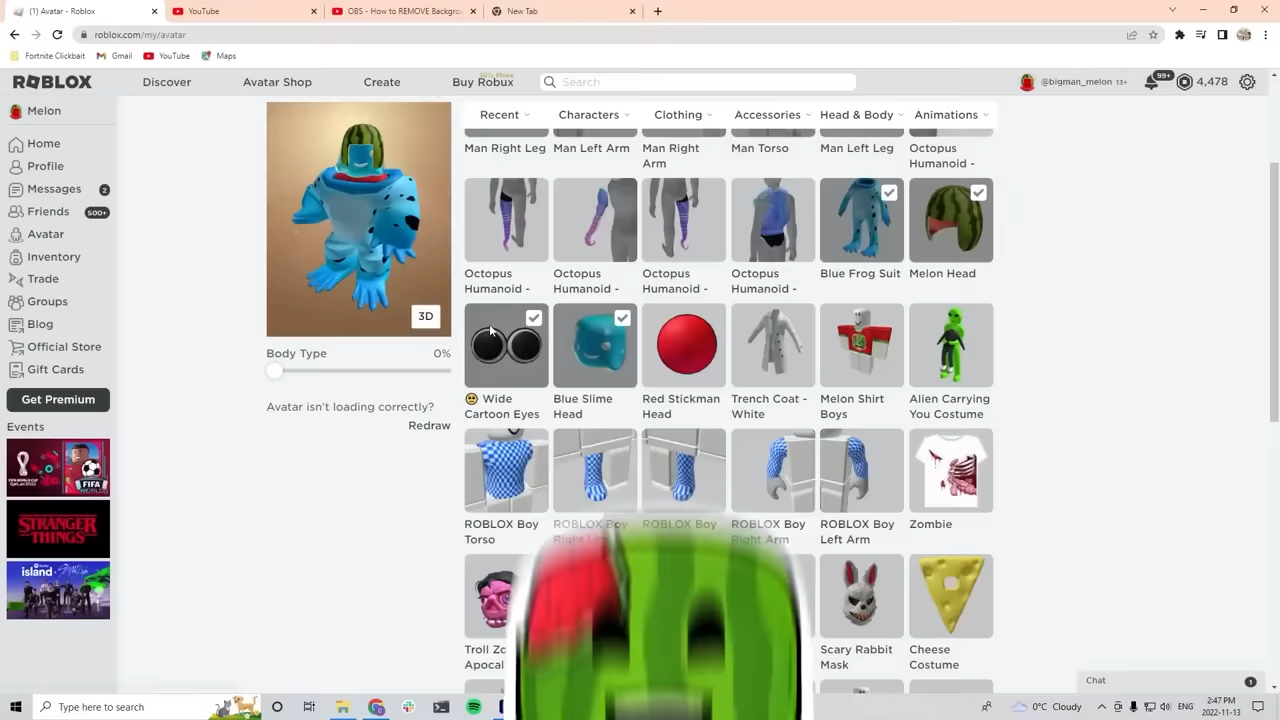 (1) Avatar - Roblox
YouTube
OBS - How to REMOVE Backgro
New Tab
roblox.com/my/avatar
Fortnite Clickbait
Gmail
YouTube
Maps
ROBLOX
Discover
Avatar Shop
Create
10% More
Buy Robux
Search
@bigman_melon 13+
99+
4,478
Melon
Home
Profile
Messages
2
Friends
500+
Avatar
Inventory
Trade
Groups
Blog
Official Store
Gift Cards
Get Premium
Events
FIFA WORLD
STRANGER THINGS
island
3D
Body Type
0%
Avatar isn't loading correctly?
Redraw
Recent
Characters
Clothing
Accessories
Head & Body
Animations
Man Right Leg
Man Left Arm
Man Right Arm
Man Torso
Man Left Leg
Octopus Humanoid -
Octopus Humanoid -
Octopus Humanoid -
Octopus Humanoid -
Octopus Humanoid -
Blue Frog Suit
Melon Head
Wide Cartoon Eyes
Blue Slime Head
Red Stickman Head
Trench Coat - White
Melon Shirt Boys
Alien Carrying You Costume
ROBLOX Boy Torso
ROBLOX Boy
ROBLOX Boy
ROBLOX Boy Right Arm
ROBLOX Boy Left Arm
Zombie
Troll Zo
Apocal
Scary Rabbit Mask
Cheese Costume
Chat
1
Type here to search
0°C Cloudy
ENG
2:47 PM
2022-11-13